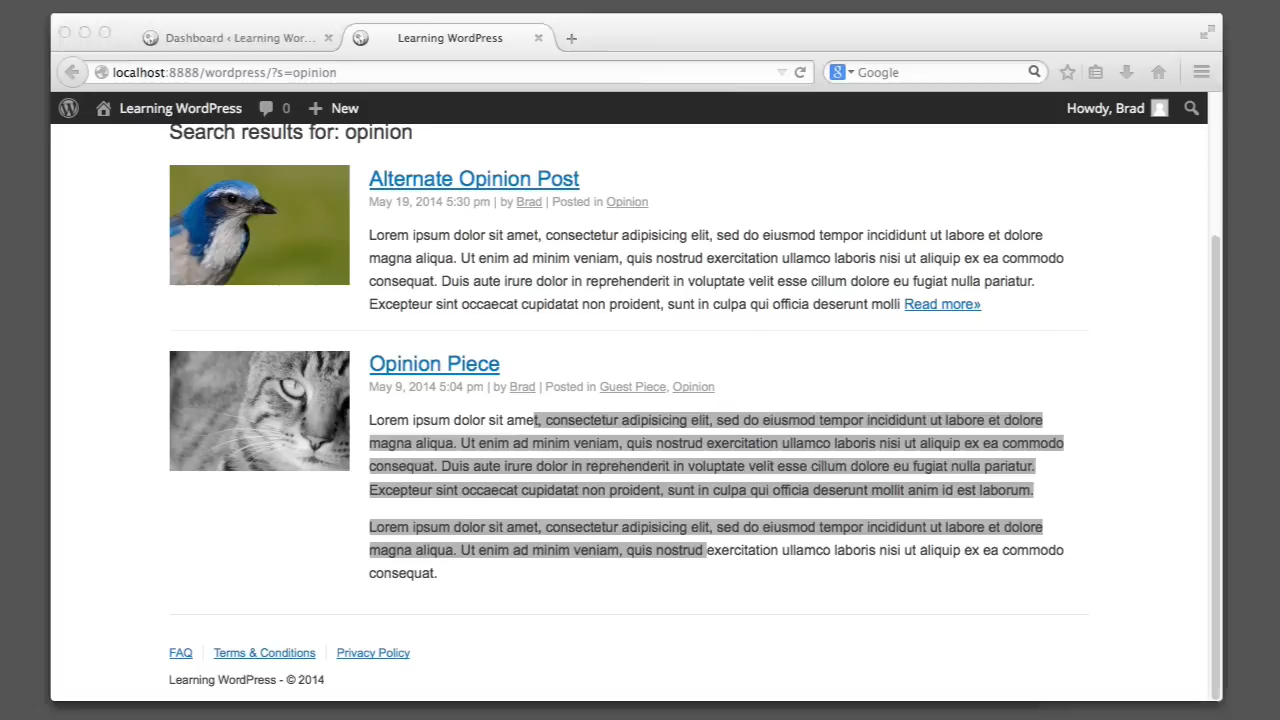 Dashboard ‹ Learning Wor...
Learning WordPress
localhost:8888/wordpress/?s=opinion
Google
Learning WordPress 0 New Howdy, Brad
Search results for: opinion
Alternate Opinion Post
May 19, 2014 5:30 pm | by Brad | Posted in Opinion
Lorem ipsum dolor sit amet, consectetur adipisicing elit, sed do eiusmod tempor incididunt ut labore et dolore
magna aliqua. Ut enim ad minim veniam, quis nostrud exercitation ullamco laboris nisi ut aliquip ex ea commodo
consequat. Duis aute irure dolor in reprehenderit in voluptate velit esse cillum dolore eu fugiat nulla pariatur.
Excepteur sint occaecat cupidatat non proident, sunt in culpa qui officia deserunt molli Read more»
Opinion Piece
May 9, 2014 5:04 pm | by Brad | Posted in Guest Piece, Opinion
Lorem ipsum dolor sit amet, consectetur adipisicing elit, sed do eiusmod tempor incididunt ut labore et dolore
magna aliqua. Ut enim ad minim veniam, quis nostrud exercitation ullamco laboris nisi ut aliquip ex ea commodo
consequat. Duis aute irure dolor in reprehenderit in voluptate velit esse cillum dolore eu fugiat nulla pariatur.
Excepteur sint occaecat cupidatat non proident, sunt in culpa qui officia deserunt mollit anim id est laborum.
Lorem ipsum dolor sit amet, consectetur adipisicing elit, sed do eiusmod tempor incididunt ut labore et dolore
magna aliqua. Ut enim ad minim veniam, quis nostrud exercitation ullamco laboris nisi ut aliquip ex ea commodo
consequat.
FAQ Terms & Conditions Privacy Policy
Learning WordPress - © 2014